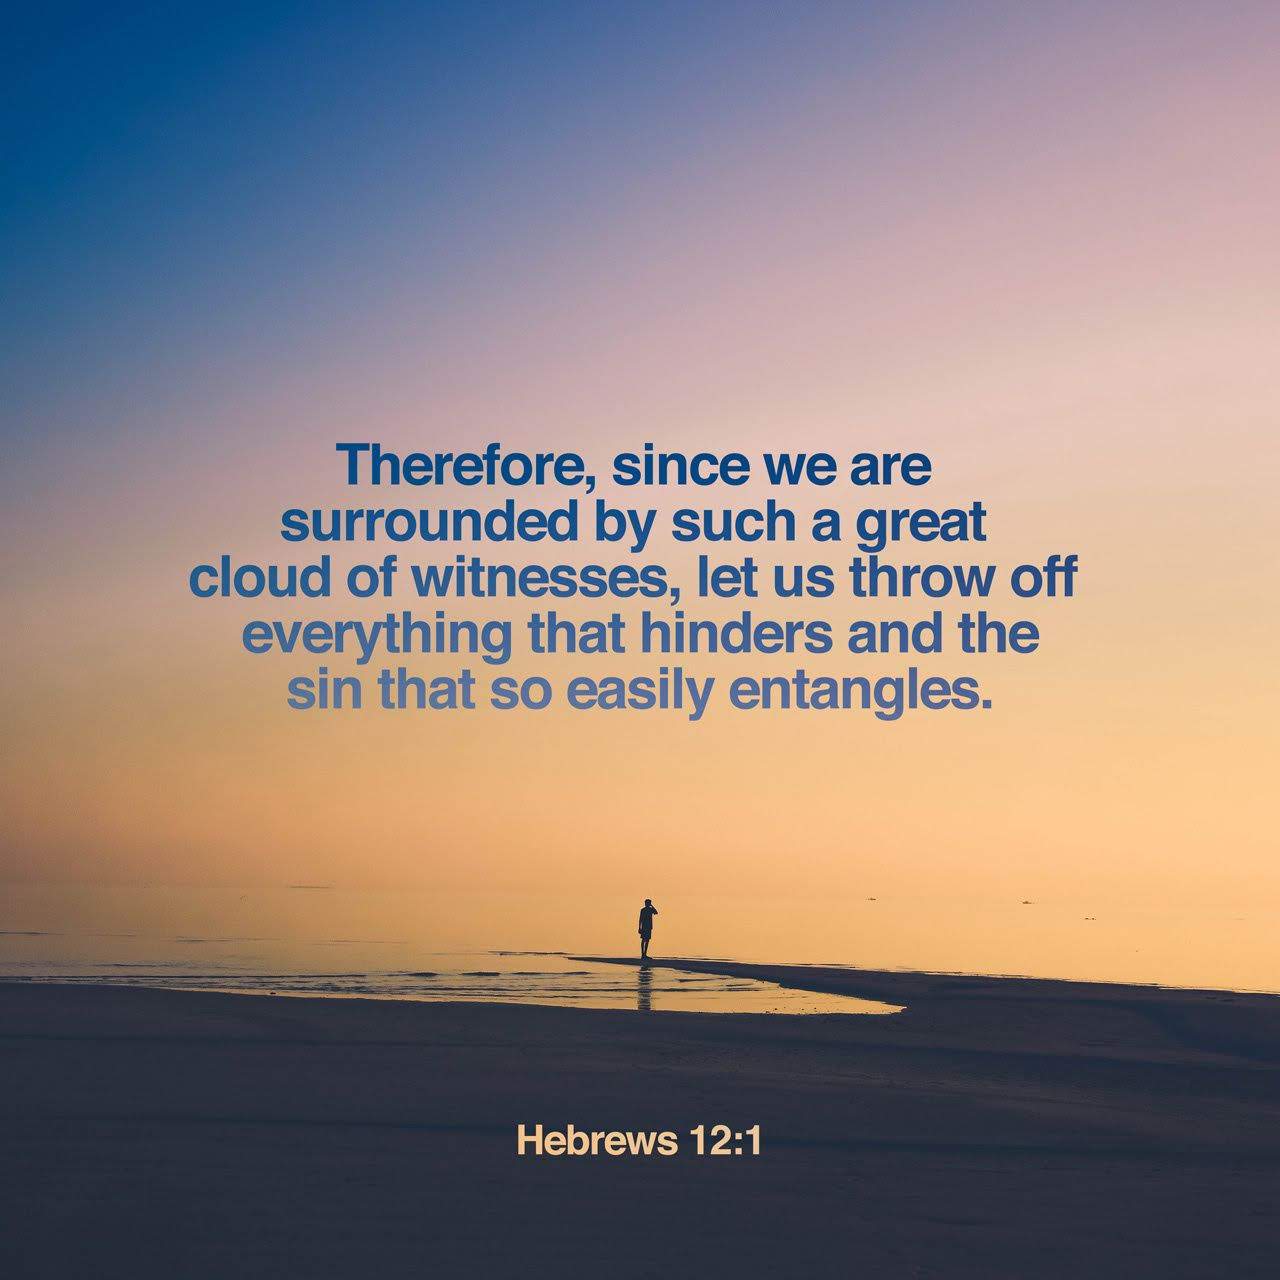 Therefore, since we are
surrounded by such a great
cloud of witnesses, let us throw off
everything that hinders and the
sin that so easily entangles.
Hebrews 12:1